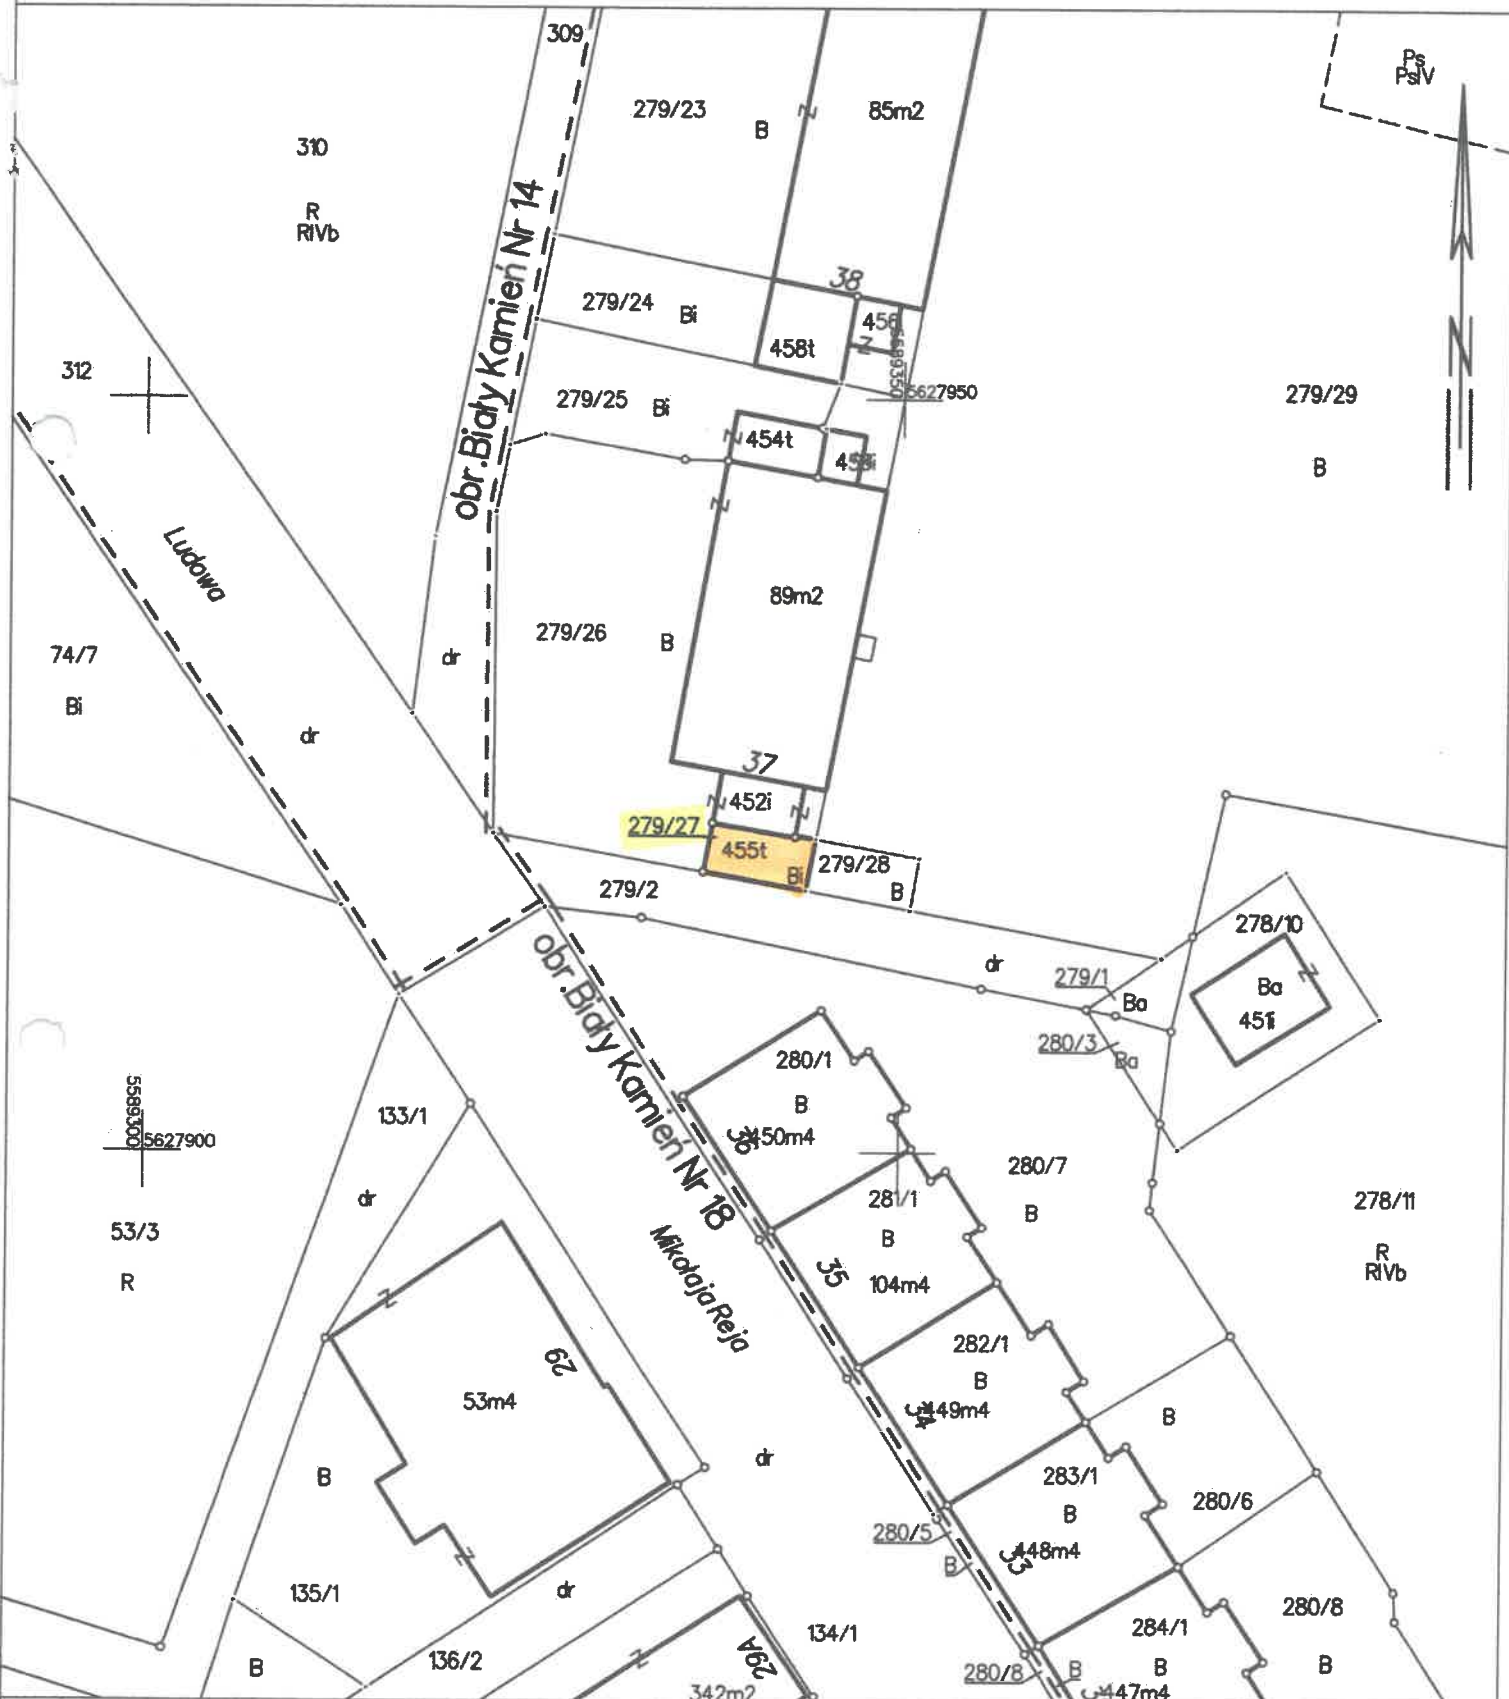 309
Ps
PsIV
279/23
B
85m2
310
R
RIVb
obr.Biały Kamień Nr 14
38
279/24
Bi
458t
5627950
312
279/25
Bi
454t
279/29
B
N
Ludowa
89m2
279/26
B
74/7
Bi
dr
dr
37
452i
279/27
455t
Bi
279/28
B
279/2
dr
278/10
279/1
Ba
Ba
451i
280/3
Ba
obr.Biały Kamień Nr 18
280/1
B
36
450m4
5589300
5627900
133/1
dr
280/7
B
281/1
B
278/11
R
RIVb
53/3
R
35
104m4
Mikołaja Reja
282/1
B
29
53m4
34
449m4
B
dr
283/1
B
280/6
B
280/5
B
33
448m4
135/1
dr
280/8
B
134/1
284/1
B
136/2
B
29A
280/8
B
342m2
447m4